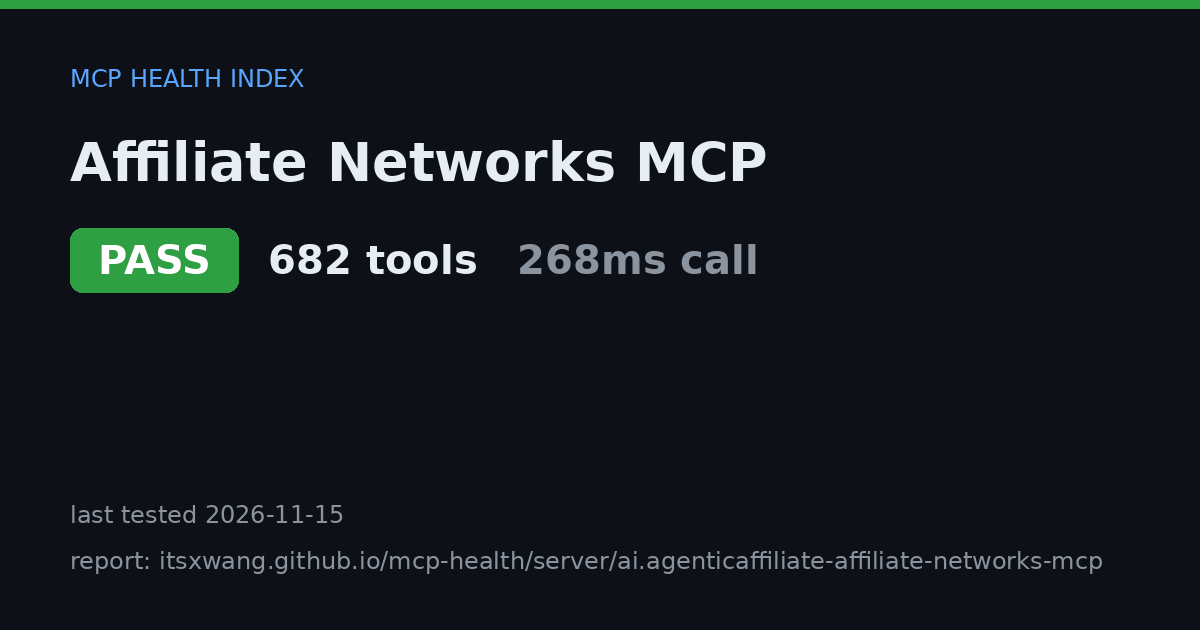 MCP HEALTH INDEX
Affiliate Networks MCP
PASS 682 tools 268ms call
last tested 2026-11-15
report: itsxwang.github.io/mcp-health/server/ai.agenticaffiliate-affiliate-networks-mcp